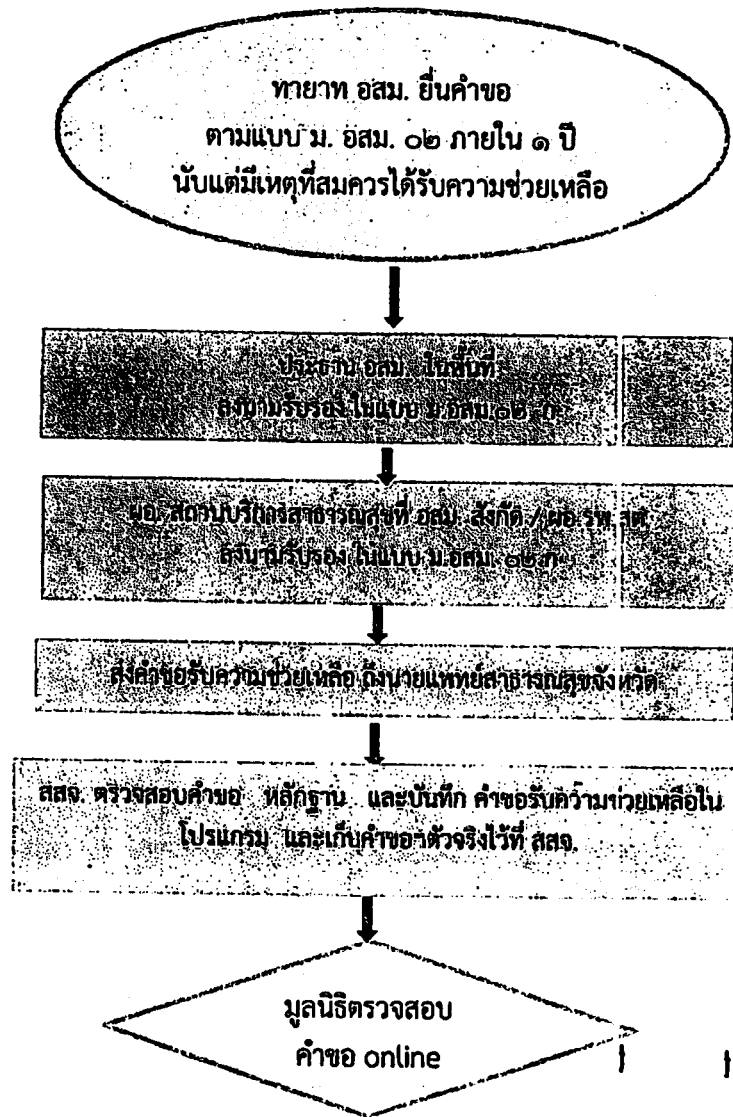 ทายาท อสม. ยื่นคำขอ
ตามแบบ ม. อสม. ๐๒ ภายใน ๑ ปี
นับแต่มีเหตุที่สมควรได้รับความช่วยเหลือ
ประธาน อสม. ในพื้นที่
ลงนามรับรอง ในแบบ ม.อสม.๐๒ ก
ผอ. สถานบริการสาธารณสุขที่ อสม. สังกัด / ผอ.รพ.สต.
ลงนามรับรอง ในแบบ ม.อสม. ๐๒ ก
ส่งคำขอรับความช่วยเหลือ ถึงนายแพทย์สาธารณสุขจังหวัด
สสจ. ตรวจสอบคำขอ หลักฐาน และบันทึก คำขอรับความช่วยเหลือใน
โปรแกรม และเก็บคำขอฯตัวจริงไว้ที่ สสจ.
มูลนิธิตรวจสอบ
คำขอ online